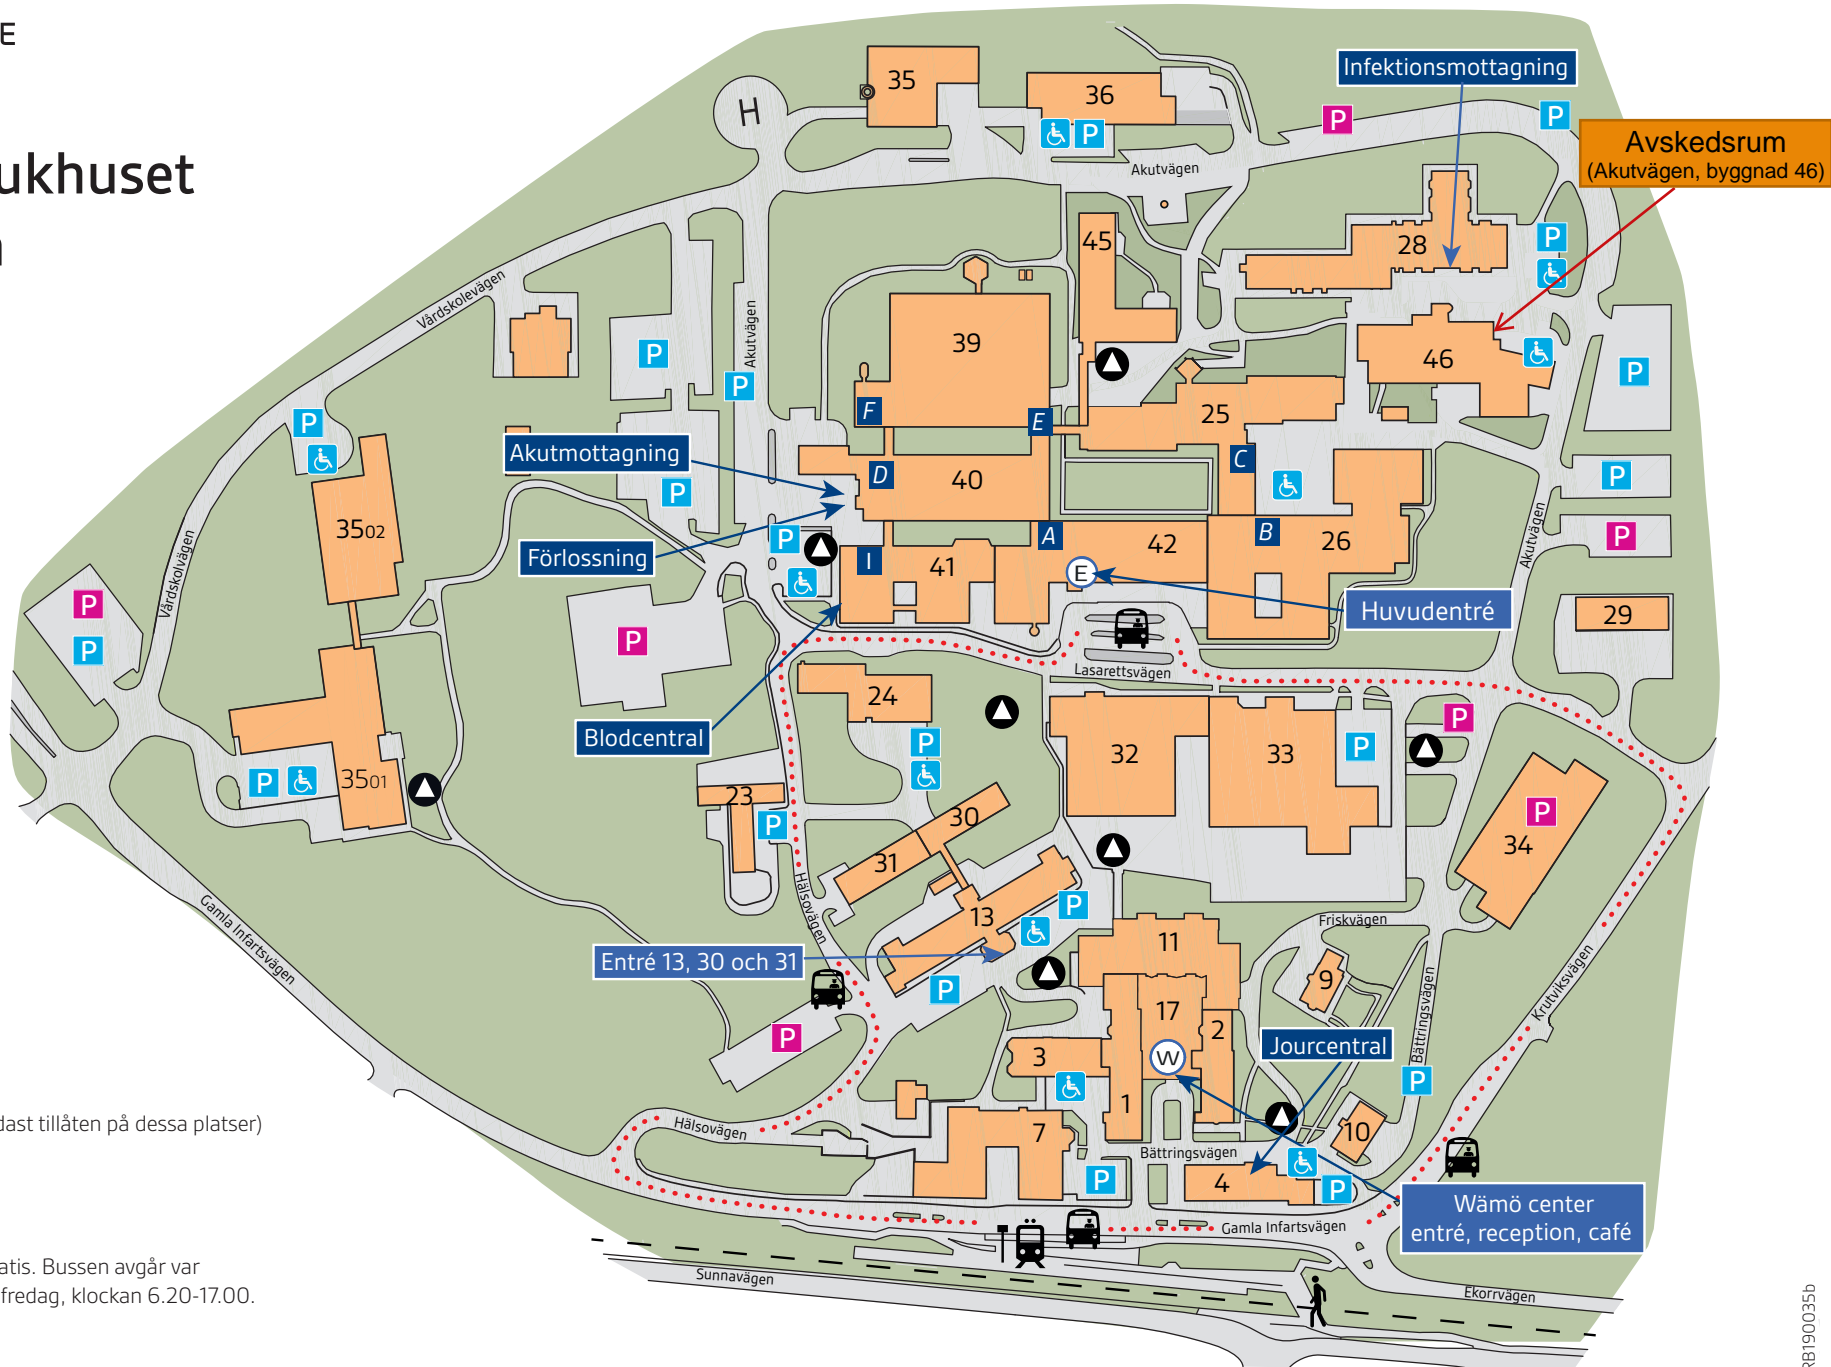 E
ukhuset
dast tillåten på dessa platser)
atis. Bussen avgår var
fredag, klockan 6.20-17.00.
H
35
36
P
P
P
Infektionsmottagning
Avskedsrum
(Akutvägen, byggnad 46)
Akutvägen
45
28
P
Vårdskolevägen
Akutvägen
39
46
P
P
P
P
F
E
25
C
Akutmottagning
D
40
P
P
Förlossning
P
I
41
A
42
B
26
P
E
Akutvägen
Huvudentré
29
3502
Vårdskolvägen
P
P
P
Lasarettsvägen
24
Blodcentral
P
32
33
P
P
3501
P
23
P
30
31
34
P
13
P
Hälsovägen
Gamla Infartsvägen
Entré 13, 30 och 31
P
11
Friskvägen
9
Bättringsvägen
Krutviksvägen
P
17
2
W
Jourcentral
3
1
P
Hälsovägen
7
10
Bättringsvägen
P
4
P
Wämö center
entré, reception, café
Gamla Infartsvägen
Sunnavägen
Ekorrvägen
RB190035b